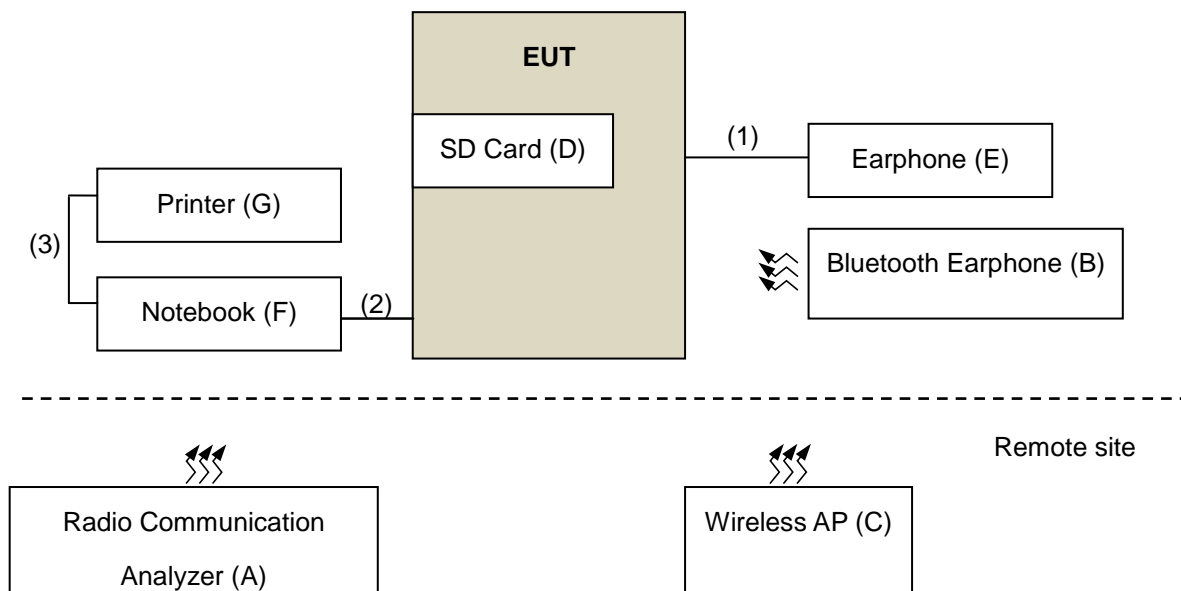 EUT
SD Card (D)
(1)
Earphone (E)
Printer (G)
(3)
Bluetooth Earphone (B)
Notebook (F)
(2)
Remote site
Radio Communication
Analyzer (A)
Wireless AP (C)